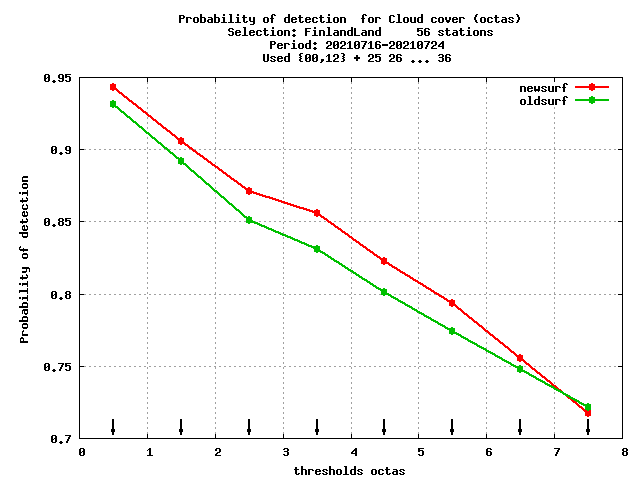 Probability of detection  for Cloud cover (octas)
Selection: FinlandLand     56 stations
Period: 20210716-20210724
Used {00,12} + 25 26 ... 36
newsurf
oldsurf
0.95
0.9
0.85
0.8
0.75
0.7
Probability of detection
0 1 2 3 4 5 6 7 8
thresholds octas